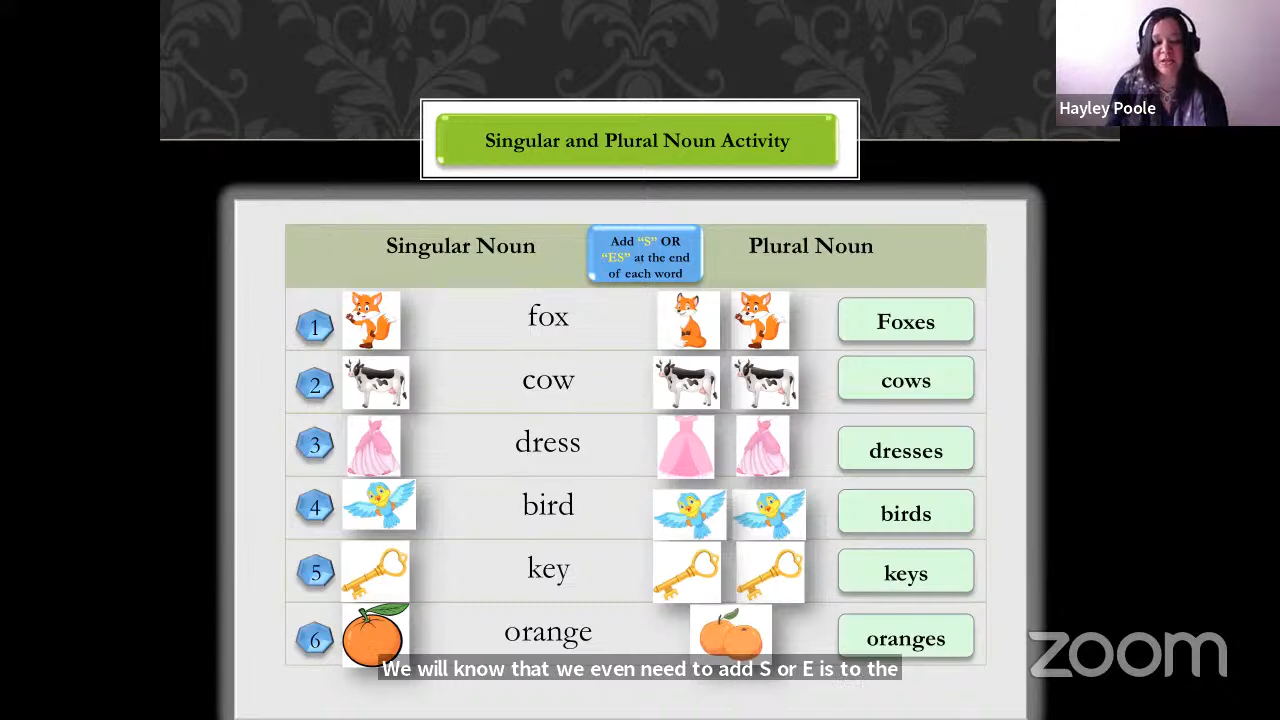 Hayley Poole
Singular and Plural Noun Activity
Singular Noun
Add “S” OR
“ES” at the end
of each word
Plural Noun
1 fox Foxes
2 cow cows
3 dress dresses
4 bird birds
5 key keys
6 orange oranges
We will know that we even need to add S or E is to the
zoom